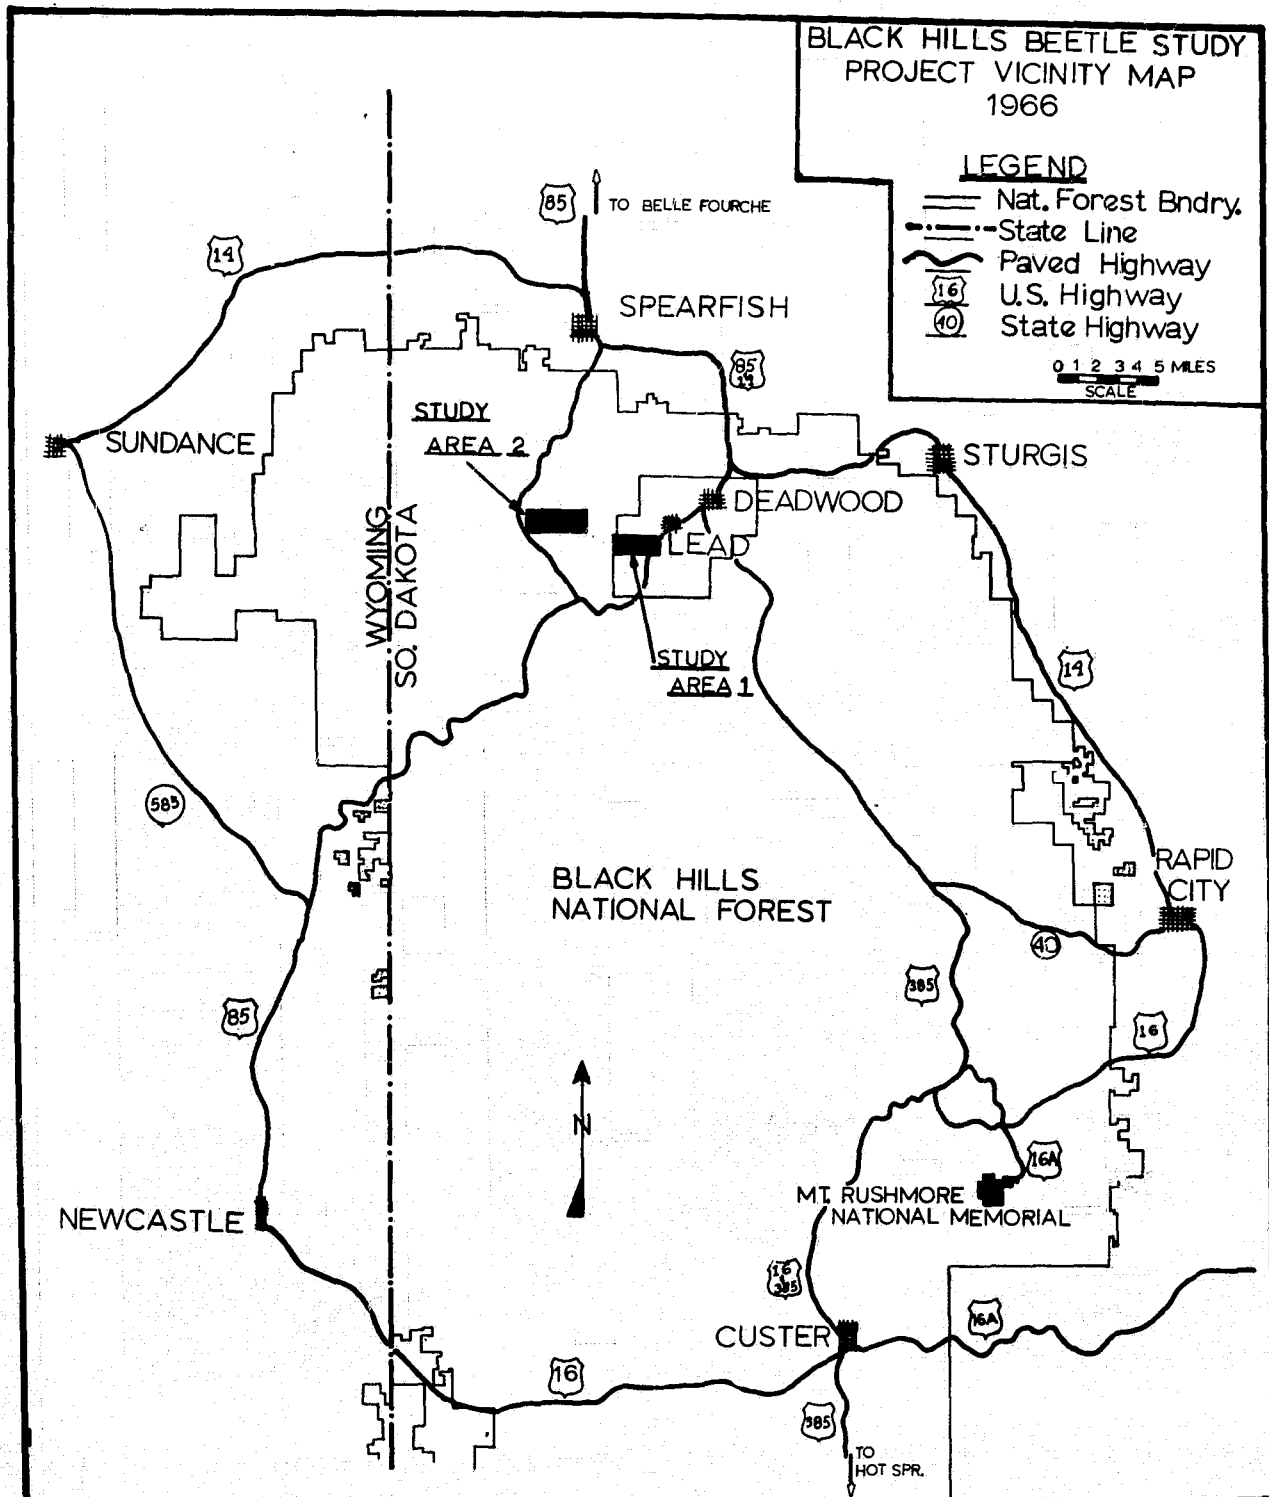 BLACK HILLS BEETLE STUDY
PROJECT VICINITY MAP
1966
LEGEND
Nat. Forest Bndry.
State Line
Paved Highway
16 U.S. Highway
40 State Highway
0 1 2 3 4 5 MILES
SCALE
85
TO BELLE FOURCHE
14
SPEARFISH
85
14
STUDY
AREA 2
SUNDANCE
STURGIS
DEADWOOD
LEAD
WYOMING
SO. DAKOTA
STUDY
AREA 1
14
585
RAPID
CITY
BLACK HILLS
NATIONAL FOREST
40
385
85
16
N
16A
MT. RUSHMORE
NATIONAL MEMORIAL
NEWCASTLE
16
385
16A
CUSTER
16
385
TO
HOT SPR.